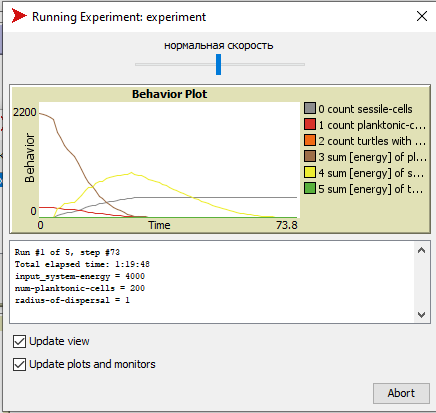 Running Experiment: experiment
нормальная скорость
Behavior Plot
2200
Behavior
0
0
Time
73.8
0 count sessile-cells
1 count planktonic-c...
2 count turtles with ...
3 sum [energy] of pl...
4 sum [energy] of s...
5 sum [energy] of t...
Run #1 of 5, step #73
Total elapsed time: 1:19:48
input_system-energy = 4000
num-planktonic-cells = 200
radius-of-dispersal = 1
Update view
Update plots and monitors
Abort